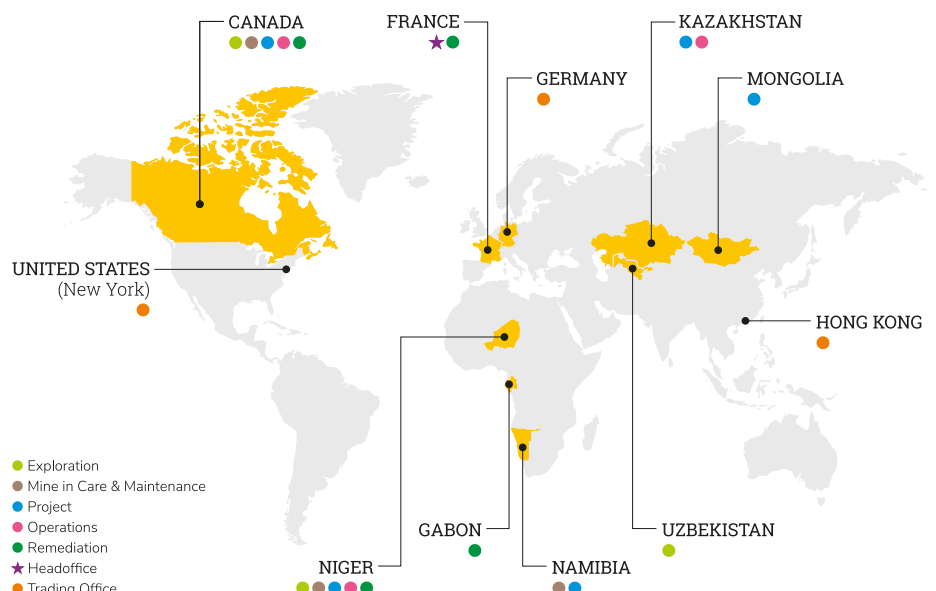 CANADA
FRANCE
KAZAKHSTAN
GERMANY
MONGOLIA
UNITED STATES
(New York)
HONG KONG
Exploration
Mine in Care & Maintenance
Project
Operations
Remediation
Headoffice
Trading Office
GABON
UZBEKISTAN
NIGER
NAMIBIA